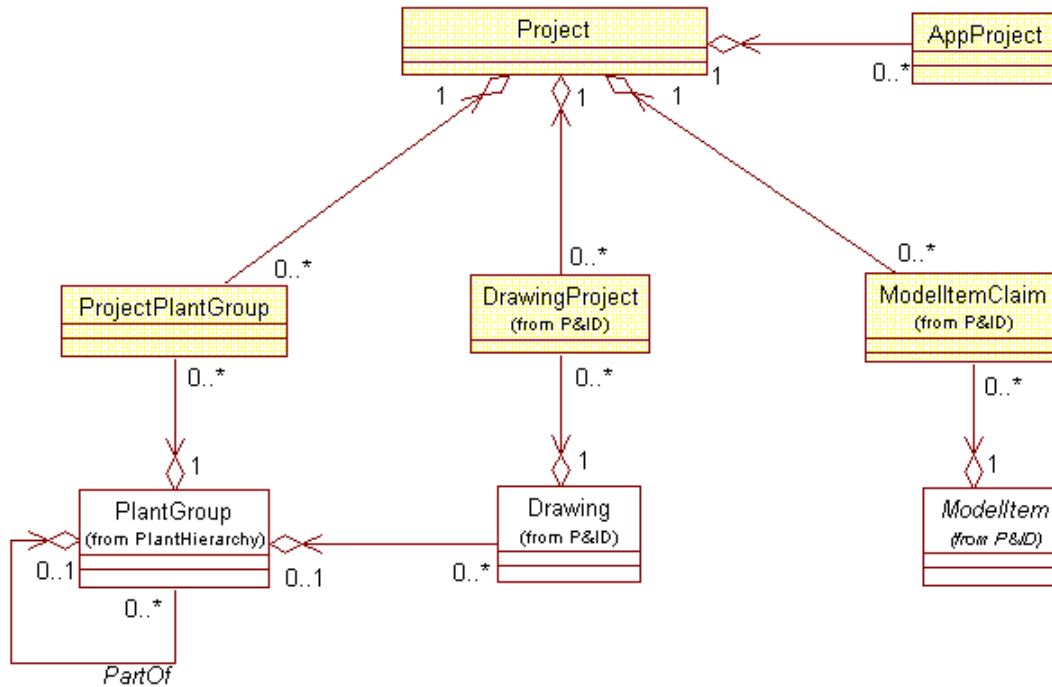 Project
AppProject
1
0..*
1
1
1
0..*
0..*
0..*
ProjectPlantGroup
DrawingProject
(from P&ID)
ModelItemClaim
(from P&ID)
0..*
0..*
0..*
1
1
1
PlantGroup
(from PlantHierarchy)
Drawing
(from P&ID)
ModelItem
(from P&ID)
0..1
0..1
0..*
0..*
PartOf